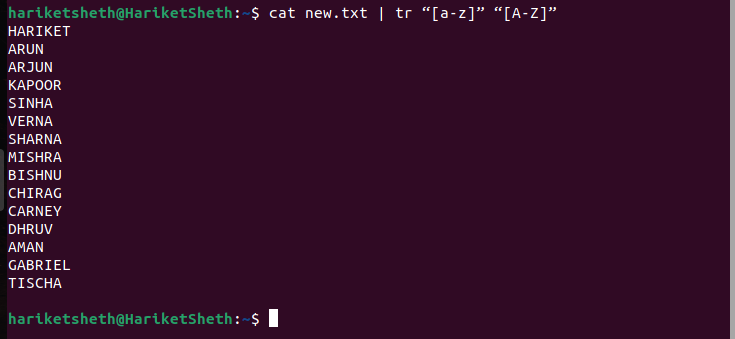 hariketsheth@HariketSheth:~$ cat new.txt | tr “[a-z]” “[A-Z]”
HARIKET
ARUN
ARJUN
KAPOOR
SINHA
VERNA
SHARNA
MISHRA
BISHNU
CHIRAG
CARNEY
DHRUV
AMAN
GABRIEL
TISCHA
hariketsheth@HariketSheth:~$